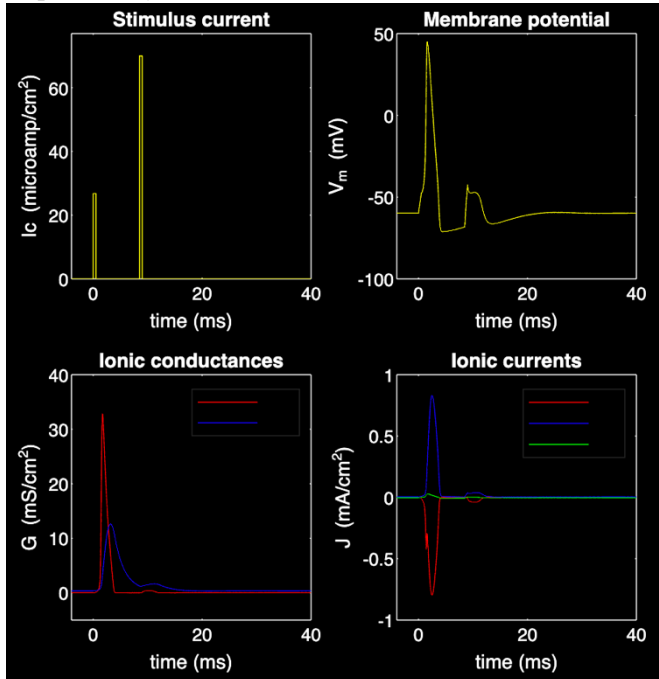 Stimulus current
Ic (microamp/cm²)
60
40
20
0
0
20
40
time (ms)
Membrane potential
Vm (mV)
50
0
-50
-100
0
20
40
time (ms)
Ionic conductances
G (mS/cm²)
40
30
20
10
0
0
20
40
time (ms)
Ionic currents
J (mA/cm²)
1
0.5
0
-0.5
-1
0
20
40
time (ms)